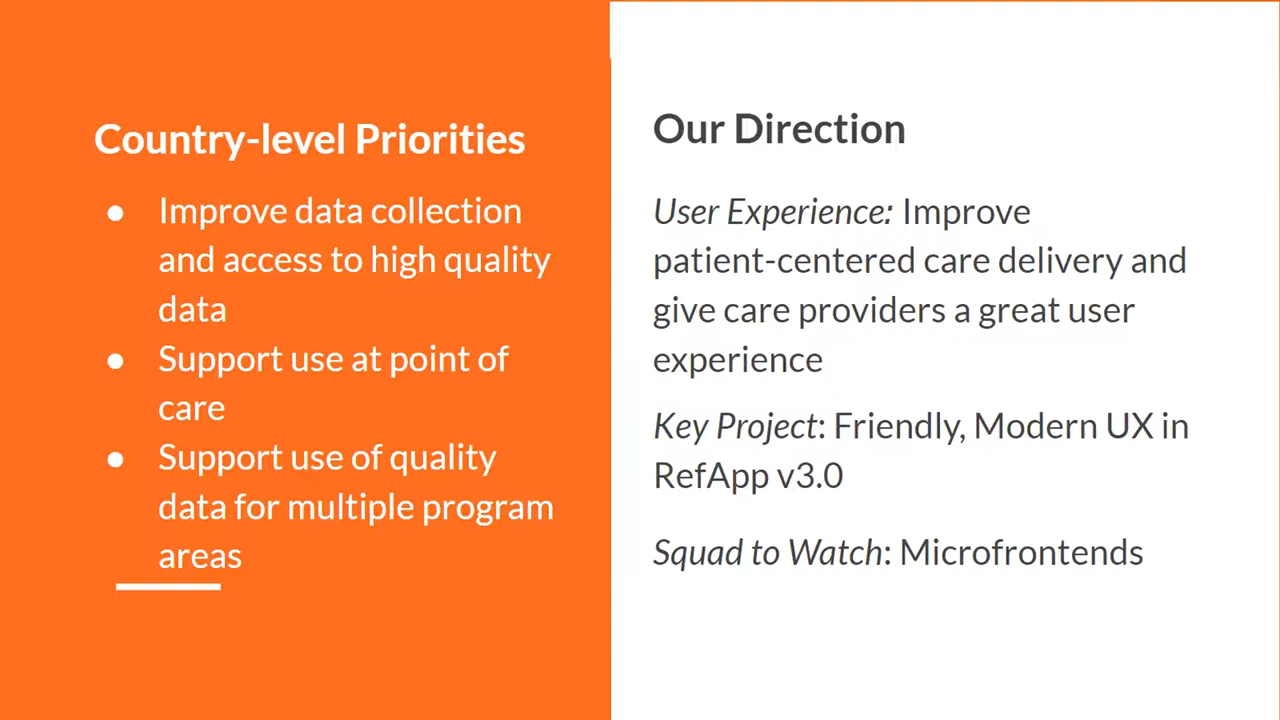 Country-level Priorities
● Improve data collection
and access to high quality
data
● Support use at point of
care
● Support use of quality
data for multiple program
areas
Our Direction
User Experience: Improve
patient-centered care delivery and
give care providers a great user
experience
Key Project: Friendly, Modern UX in
RefApp v3.0
Squad to Watch: Microfrontends